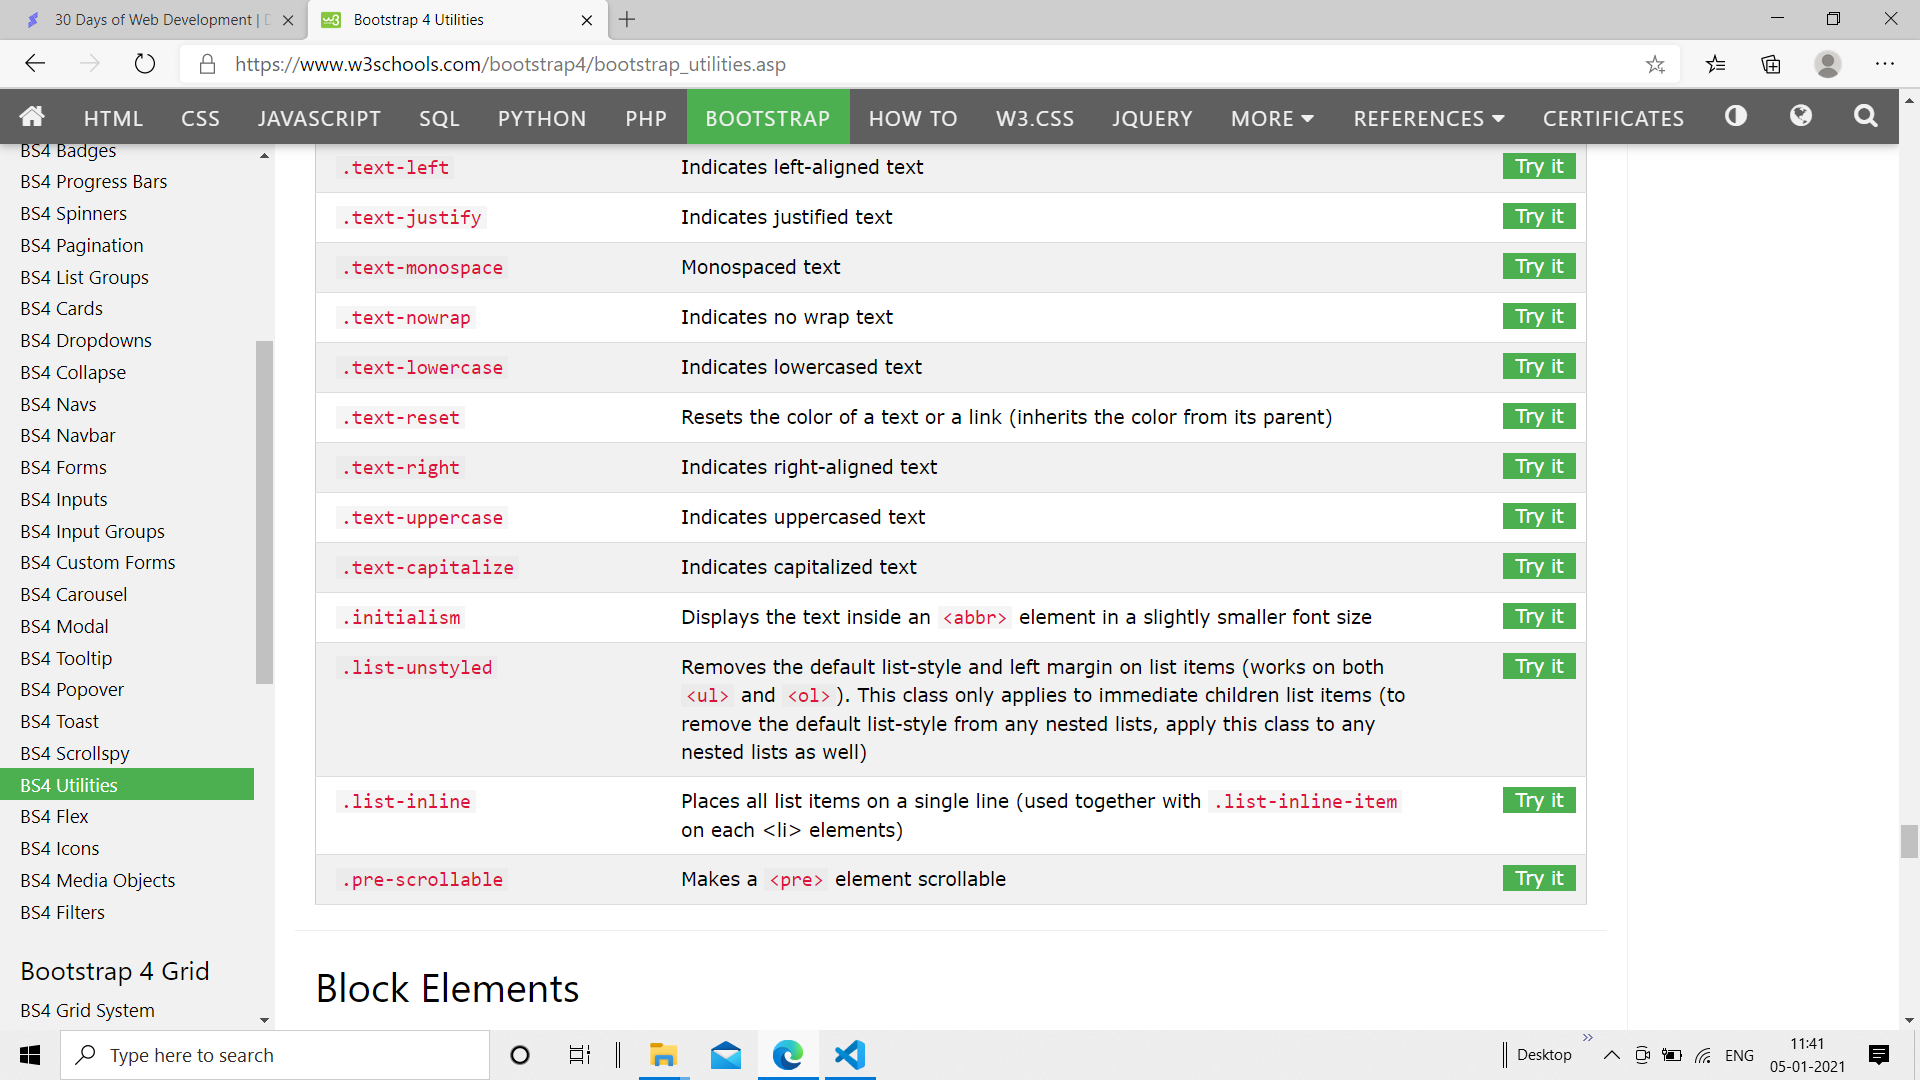 30 Days of Web Development | D
Bootstrap 4 Utilities
https://www.w3schools.com/bootstrap4/bootstrap_utilities.asp
HTML CSS JAVASCRIPT SQL PYTHON PHP BOOTSTRAP HOW TO W3.CSS JQUERY MORE REFERENCES CERTIFICATES
BS4 Badges
BS4 Progress Bars
BS4 Spinners
BS4 Pagination
BS4 List Groups
BS4 Cards
BS4 Dropdowns
BS4 Collapse
BS4 Navs
BS4 Navbar
BS4 Forms
BS4 Inputs
BS4 Input Groups
BS4 Custom Forms
BS4 Carousel
BS4 Modal
BS4 Tooltip
BS4 Popover
BS4 Toast
BS4 Scrollspy
BS4 Utilities
BS4 Flex
BS4 Icons
BS4 Media Objects
BS4 Filters
Bootstrap 4 Grid
BS4 Grid System
.text-left Indicates left-aligned text Try it
.text-justify Indicates justified text Try it
.text-monospace Monospaced text Try it
.text-nowrap Indicates no wrap text Try it
.text-lowercase Indicates lowercased text Try it
.text-reset Resets the color of a text or a link (inherits the color from its parent) Try it
.text-right Indicates right-aligned text Try it
.text-uppercase Indicates uppercased text Try it
.text-capitalize Indicates capitalized text Try it
.initialism Displays the text inside an <abbr> element in a slightly smaller font size Try it
.list-unstyled Removes the default list-style and left margin on list items (works on both Try it
<ul> and <ol>). This class only applies to immediate children list items (to
remove the default list-style from any nested lists, apply this class to any
nested lists as well)
.list-inline Places all list items on a single line (used together with .list-inline-item Try it
on each <li> elements)
.pre-scrollable Makes a <pre> element scrollable Try it
Block Elements
Type here to search
Desktop
ENG
11:41
05-01-2021